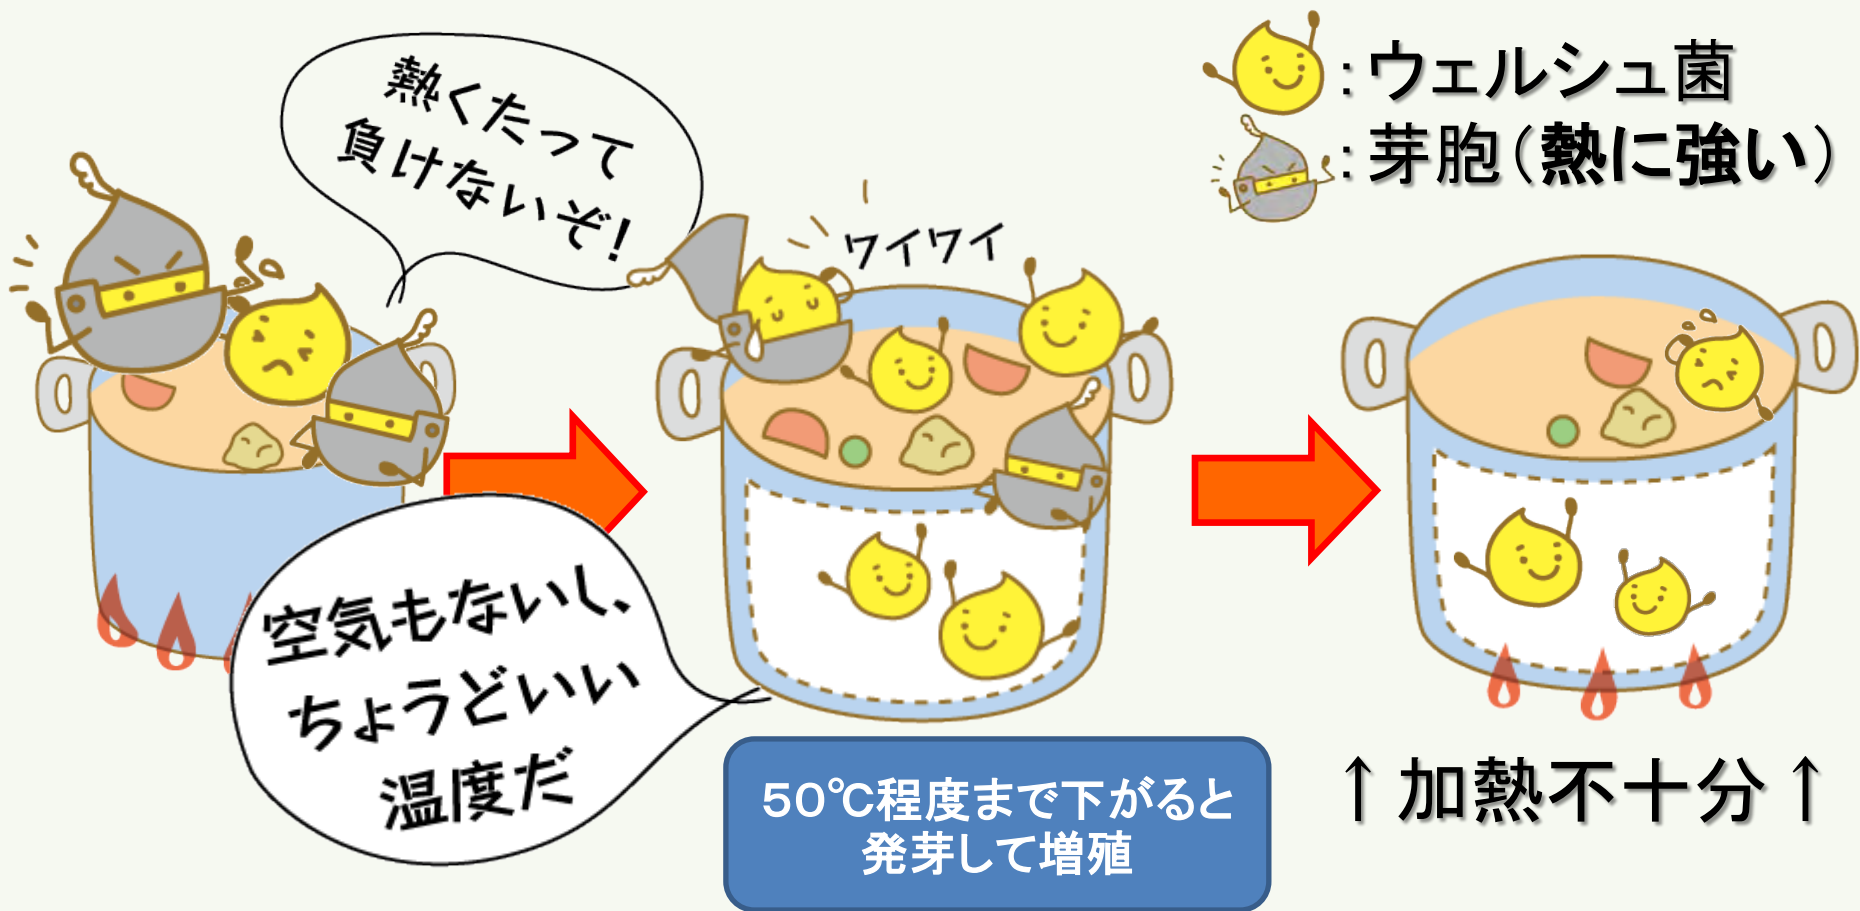 熱くたって
負けないぞ!
ワイワイ
:ウェルシュ菌
:芽胞(熱に強い)
空気もないし、
ちょうどいい
温度だ
50℃程度まで下がると
発芽して増殖
↑加熱不十分↑